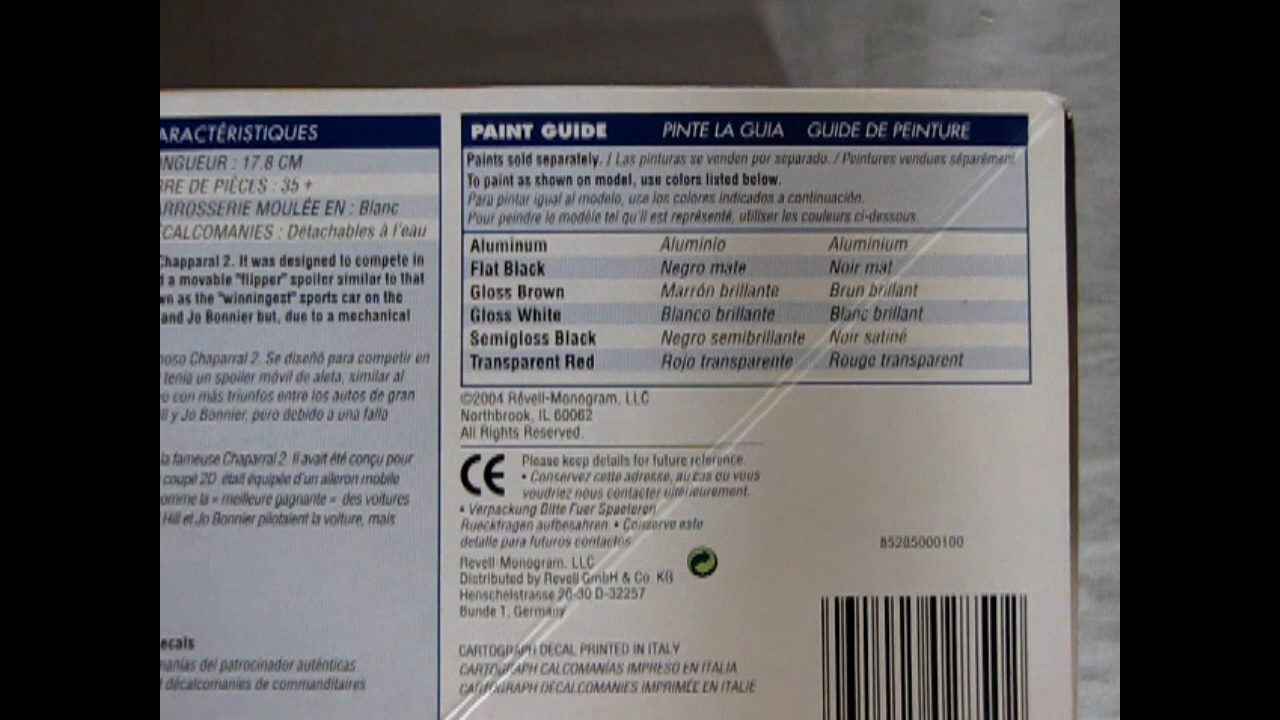 ARACTÉRISTIQUES
NGUEUR : 17.8 CM
RE DE PIÈCES : 35 +
ARROSSERIE MOULÉE EN : Blanc
CALCOMANIES : Détachables à l'eau
Chapparal 2. It was designed to compete in
a movable "flipper" spoiler similar to that
as the "winningest" sports car on the
and Jo Bonnier but, due to a mechanical
oso Chaparral 2. Se diseñó para competir en
tenía un spoiler móvil de aleta, similar al
o con más triunfos entre los autos de gran
ll y Jo Bonnier, pero debido a una falla
la fameuse Chaparral 2. Il avait été conçu pour
coupé 2D était équipée d'un aileron mobile
omme la « meilleure gagnante » des voitures
Hill et Jo Bonnier pilotaient la voiture, mais
ecals
manías del patrocinador auténticas
décalcomanies de commanditaires
PAINT GUIDE PINTE LA GUIA GUIDE DE PEINTURE
Paints sold separately. / Las pinturas se venden por separado. / Peintures vendues séparément.
To paint as shown on model, use colors listed below.
Para pintar igual al modelo, use los colores indicados a continuación.
Pour peindre le modèle tel qu'il est représenté, utiliser les couleurs ci-dessous.
Aluminum Aluminio Aluminium
Flat Black Negro mate Noir mat
Gloss Brown Marrón brillante Brun brillant
Gloss White Blanco brillante Blanc brillant
Semigloss Black Negro semibrillante Noir satiné
Transparent Red Rojo transparente Rouge transparent
©2004 Revell-Monogram, LLC
Northbrook, IL 60062
All Rights Reserved.
CE
Please keep details for future reference.
• Conservez cette adresse, au cas ou vous
voudriez nous contacter ultérieurement.
• Verpackung Bitte Fuer Spaeteren
Rueckfragen aufbesahren. • Conserve este
detalle para futuros contactos.
Revell-Monogram, LLC
Distributed by Revell GmbH & Co. KG
Henschelstrasse 20-30 D-32257
Bunde 1, Germany
CARTOGRAPH DECAL PRINTED IN ITALY
CARTOGRAPH CALCOMANÍAS IMPRESO EN ITALIA
CARTOGRAPH DÉCALCOMANIES IMPRIMÉE EN ITALIE
85285000100